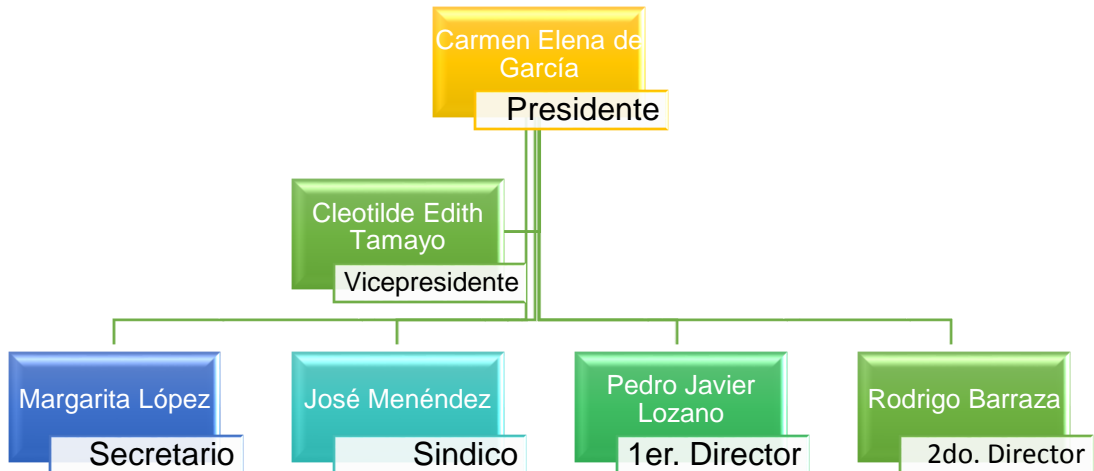 Carmen Elena de
García
Presidente
Cleotilde Edith
Tamayo
Vicepresidente
Margarita López
Secretario
José Menéndez
Sindico
Pedro Javier
Lozano
1er. Director
Rodrigo Barraza
2do. Director